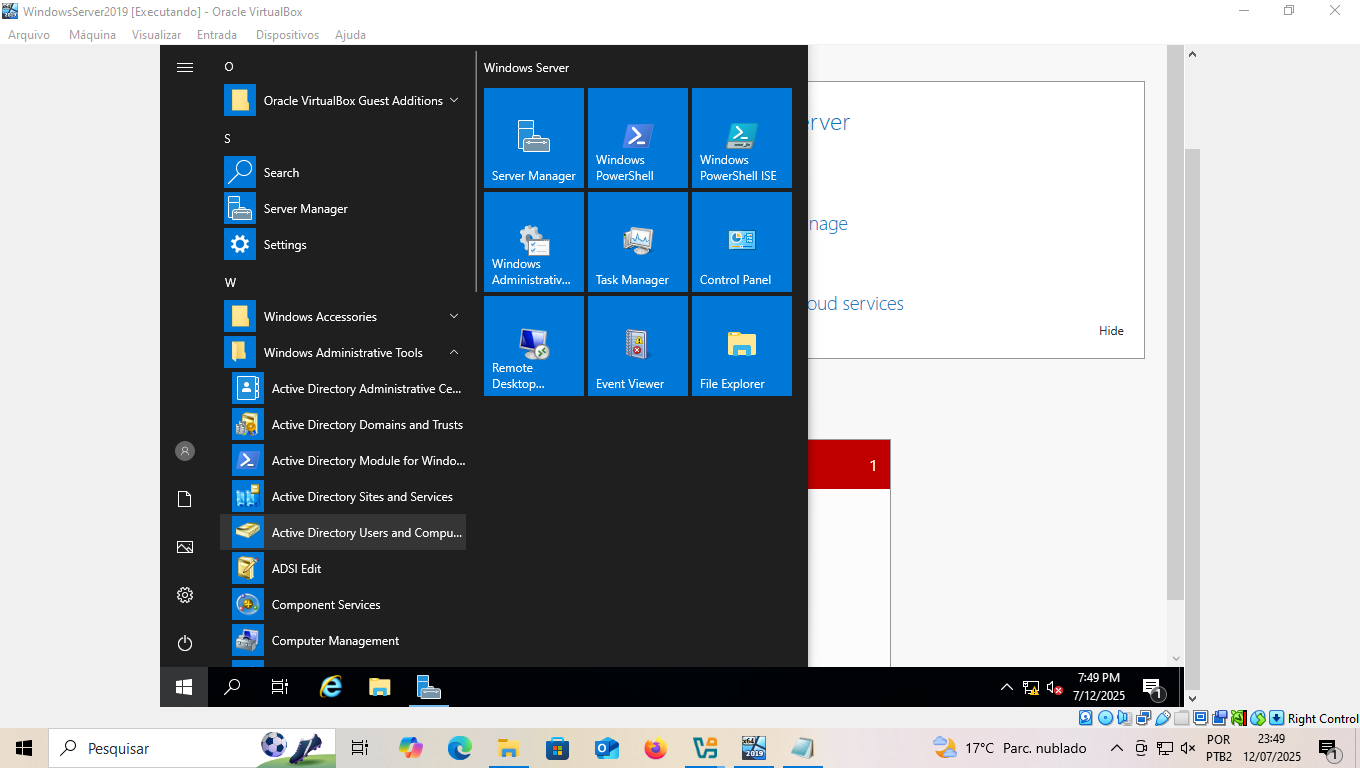 WindowsServer2019 [Executando] - Oracle VirtualBox
Arquivo Máquina Visualizar Entrada Dispositivos Ajuda
O
Oracle VirtualBox Guest Additions
S
Search
Server Manager
Settings
W
Windows Accessories
Windows Administrative Tools
Active Directory Administrative Ce...
Active Directory Domains and Trusts
Active Directory Module for Windo...
Active Directory Sites and Services
Active Directory Users and Compu...
ADSI Edit
Component Services
Computer Management
Windows Server
Server Manager
Windows
PowerShell
Windows
PowerShell ISE
Windows
Administrativ...
Task Manager
Control Panel
Remote
Desktop...
Event Viewer
File Explorer
erver
nage
oud services
Hide
1
7:49 PM
7/12/2025
1
Right Control
Pesquisar
17°C Parc. nublado
POR
PTB2
23:49
12/07/2025
1